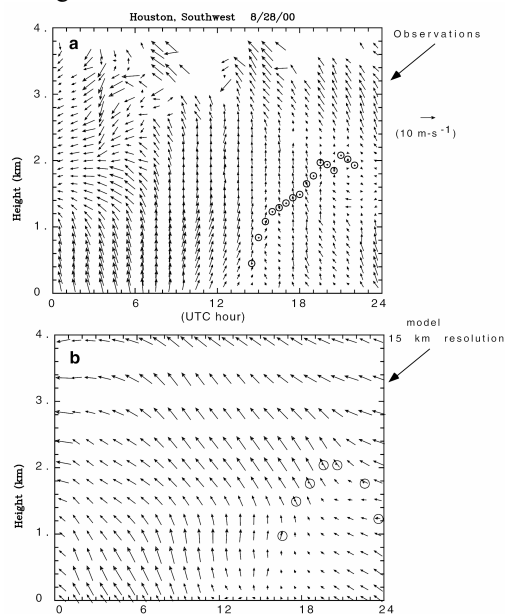 Houston, Southwest 8/28/00
4.
a
Observations
3.
(10 m-s -1)
2.
Height (km)
1.
0
0 6 12 18 24
(UTC hour)
model
4.
b
15 km resolution
3.
2.
Height (km)
1.
0
0 6 12 18 24